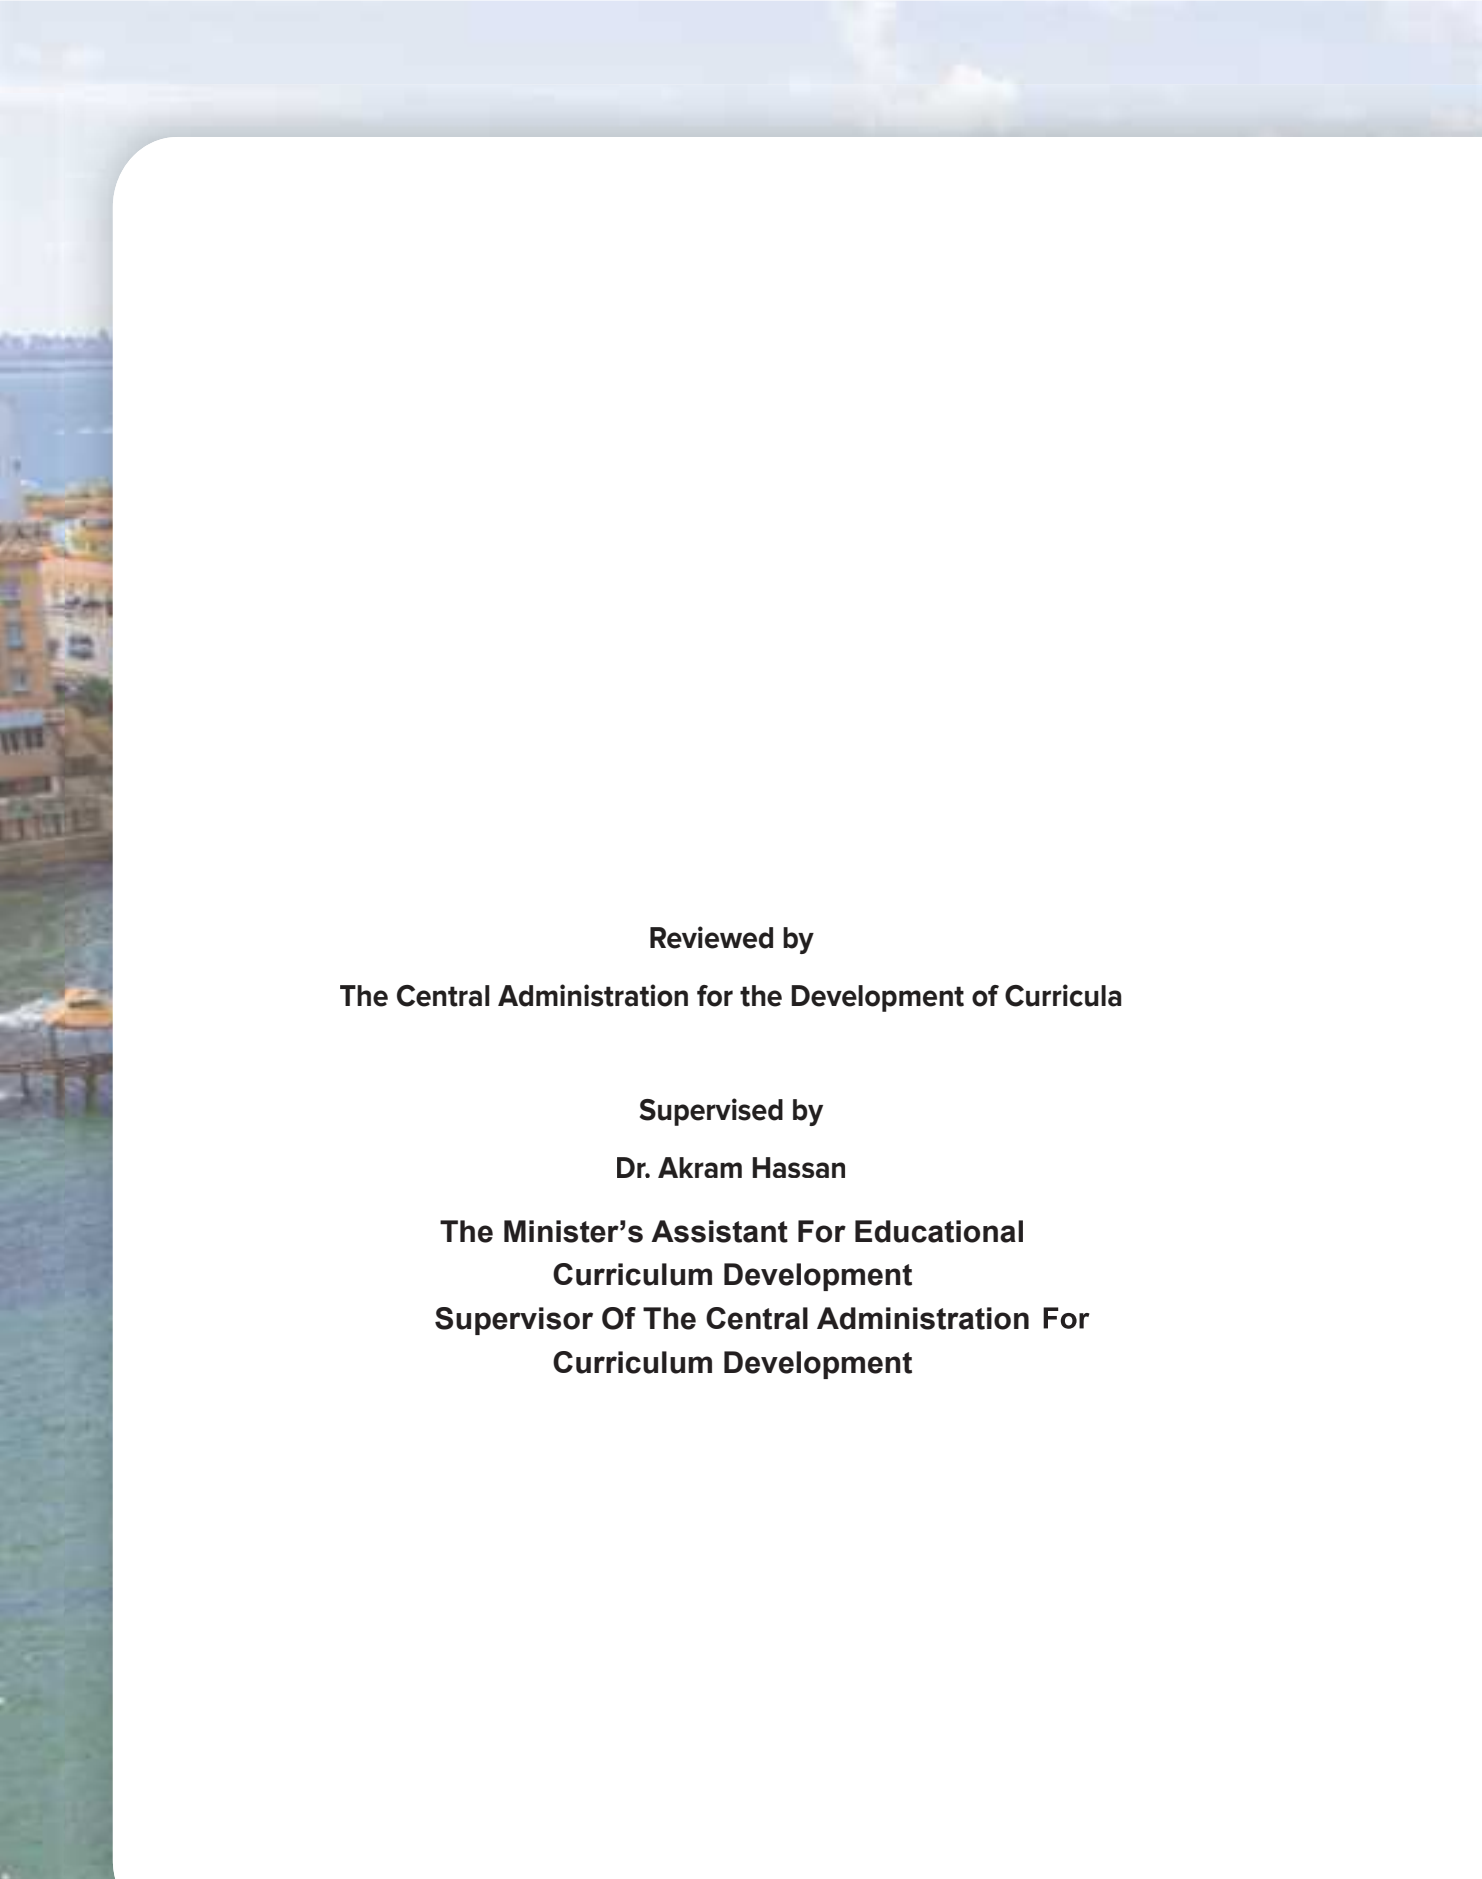 Reviewed by
The Central Administration for the Development of Curricula
Supervised by
Dr. Akram Hassan
The Minister’s Assistant For Educational
Curriculum Development
Supervisor Of The Central Administration For
Curriculum Development